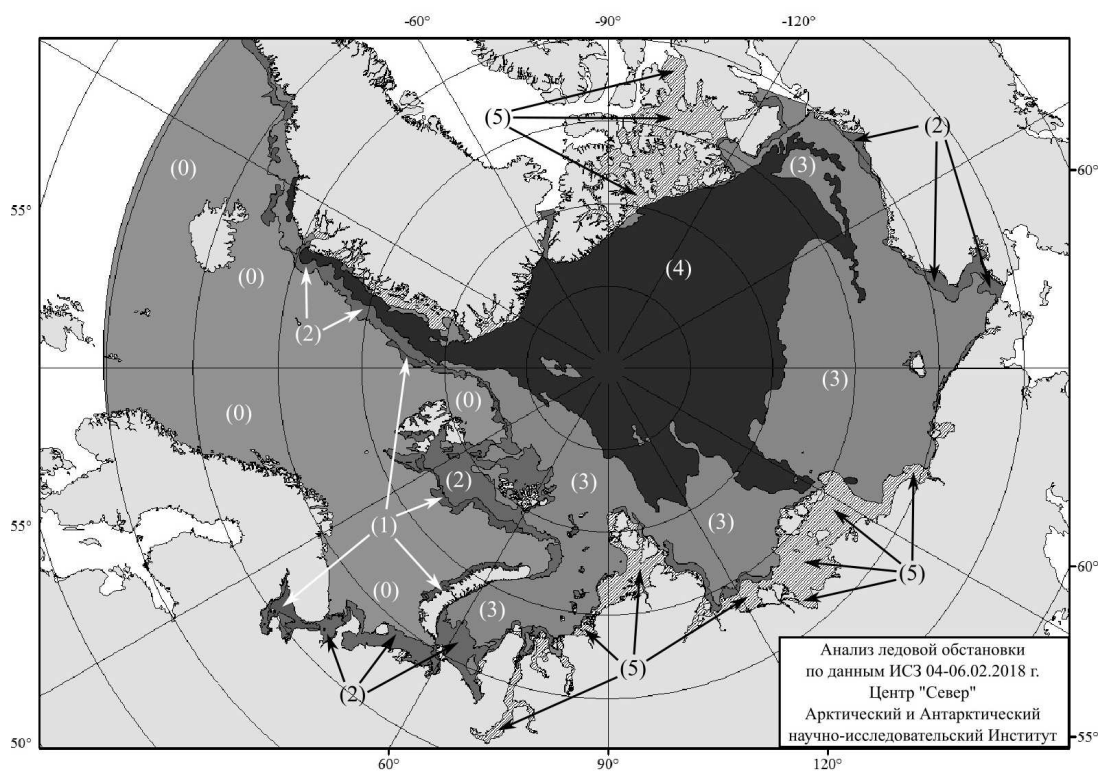 -60° -90° -120°
(5)
(2)
(0) (3)
60°
55°
(4)
(0)
(2)
(3)
(0) (0)
(2) (3)
55° (1) (3)
60°
(5)
(0) (3)
(5)
(2)
50° 55°
60° 90° 120°
Анализ ледовой обстановки
по данным ИСЗ 04-06.02.2018 г.
Центр "Север"
Арктический и Антарктический
научно-исследовательский Институт